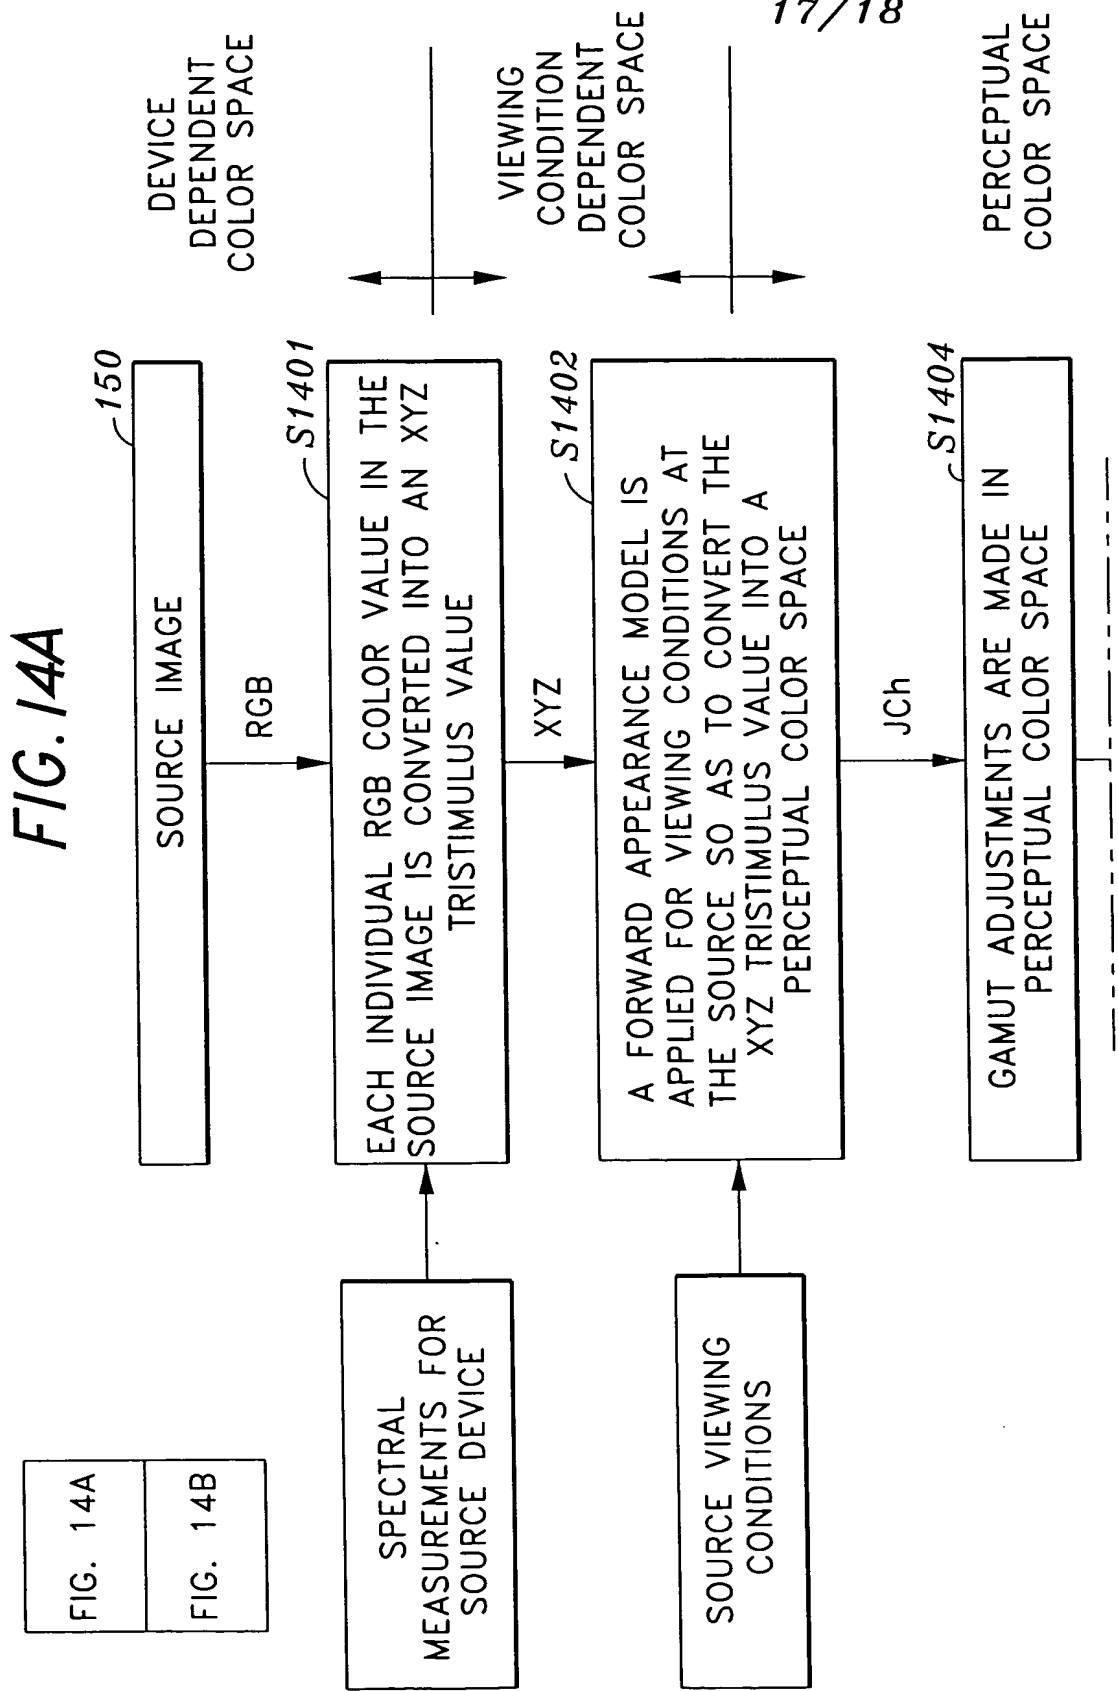 17/18
FIG. 14A
FIG. 14A
FIG. 14B
150
SOURCE IMAGE
DEVICE
DEPENDENT
COLOR SPACE
RGB
S1401
SPECTRAL
MEASUREMENTS FOR
SOURCE DEVICE
EACH INDIVIDUAL RGB COLOR VALUE IN THE
SOURCE IMAGE IS CONVERTED INTO AN XYZ
TRISTIMULUS VALUE
XYZ
VIEWING
CONDITION
DEPENDENT
COLOR SPACE
S1402
SOURCE VIEWING
CONDITIONS
A FORWARD APPEARANCE MODEL IS
APPLIED FOR VIEWING CONDITIONS AT
THE SOURCE SO AS TO CONVERT THE
XYZ TRISTIMULUS VALUE INTO A
PERCEPTUAL COLOR SPACE
JCh
S1404
GAMUT ADJUSTMENTS ARE MADE IN
PERCEPTUAL COLOR SPACE
PERCEPTUAL
COLOR SPACE